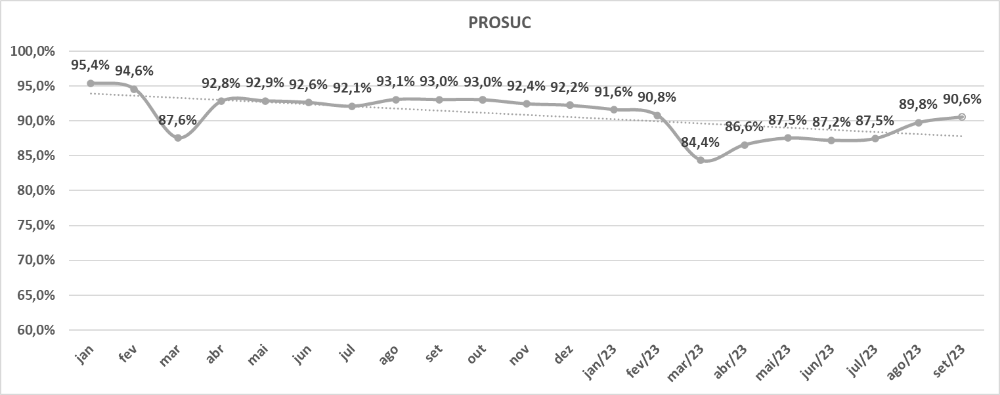 PROSUC
100,0%
95,0%
90,0%
85,0%
80,0%
75,0%
70,0%
65,0%
60,0%
95,4%
94,6%
87,6%
92,8%
92,9%
92,6%
92,1%
93,1%
93,0%
93,0%
92,4%
92,2%
91,6%
90,8%
84,4%
86,6%
87,5%
87,2%
87,5%
89,8%
90,6%
jan
fev
mar
abr
mai
jun
jul
ago
set
out
nov
dez
jan/23
fev/23
mar/23
abr/23
mai/23
jun/23
jul/23
ago/23
set/23